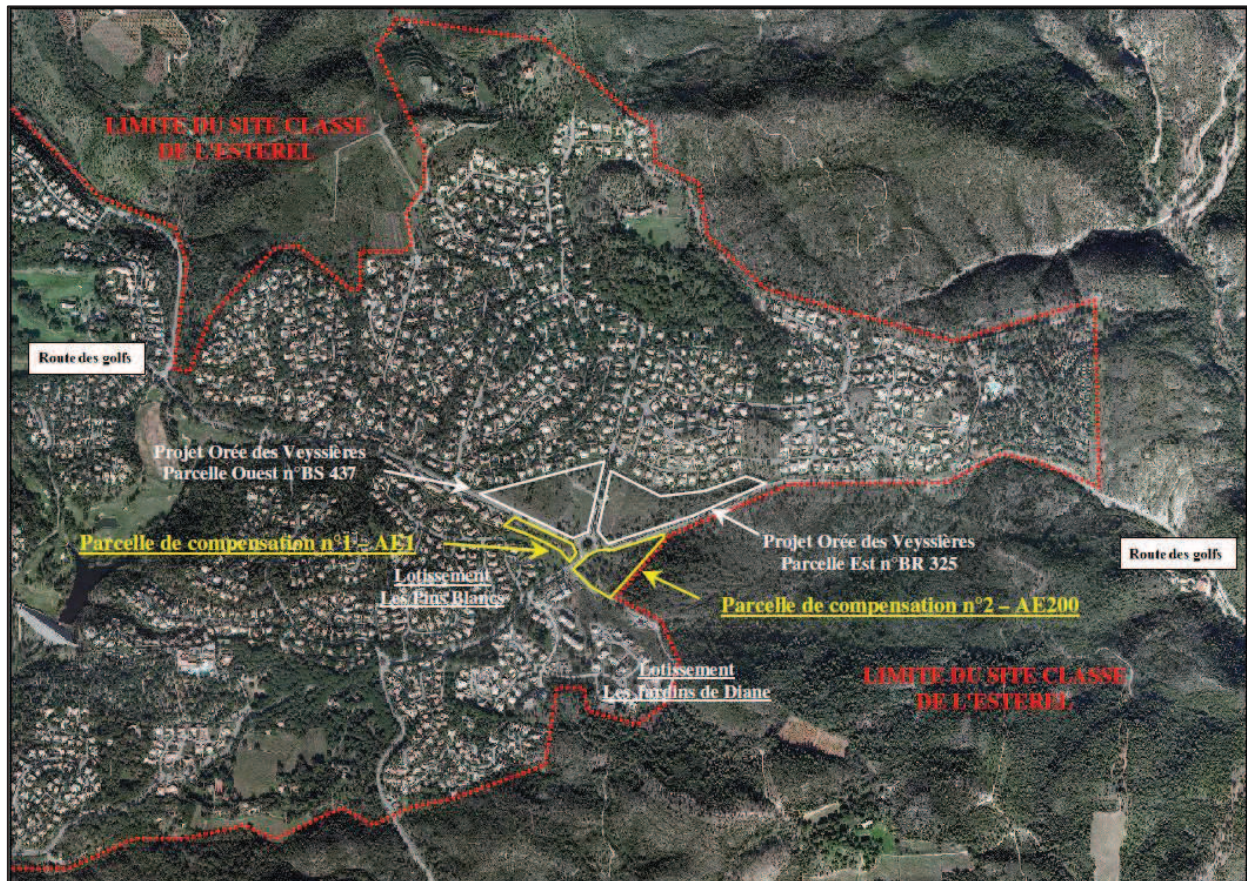 LIMITE DU SITE CLASSE
DE L'ESTEREL
Route des golfs
Projet Orée des Veyssières
Parcelle Ouest n°BS 437
Parcelle de compensation n°1 – AE1
Lotissement
Les Pins Blancs
Projet Orée des Veyssières
Parcelle Est n°BR 325
Route des golfs
Parcelle de compensation n°2 – AE200
Lotissement
Les Jardins de Diane
LIMITE DU SITE CLASSE
DE L'ESTEREL